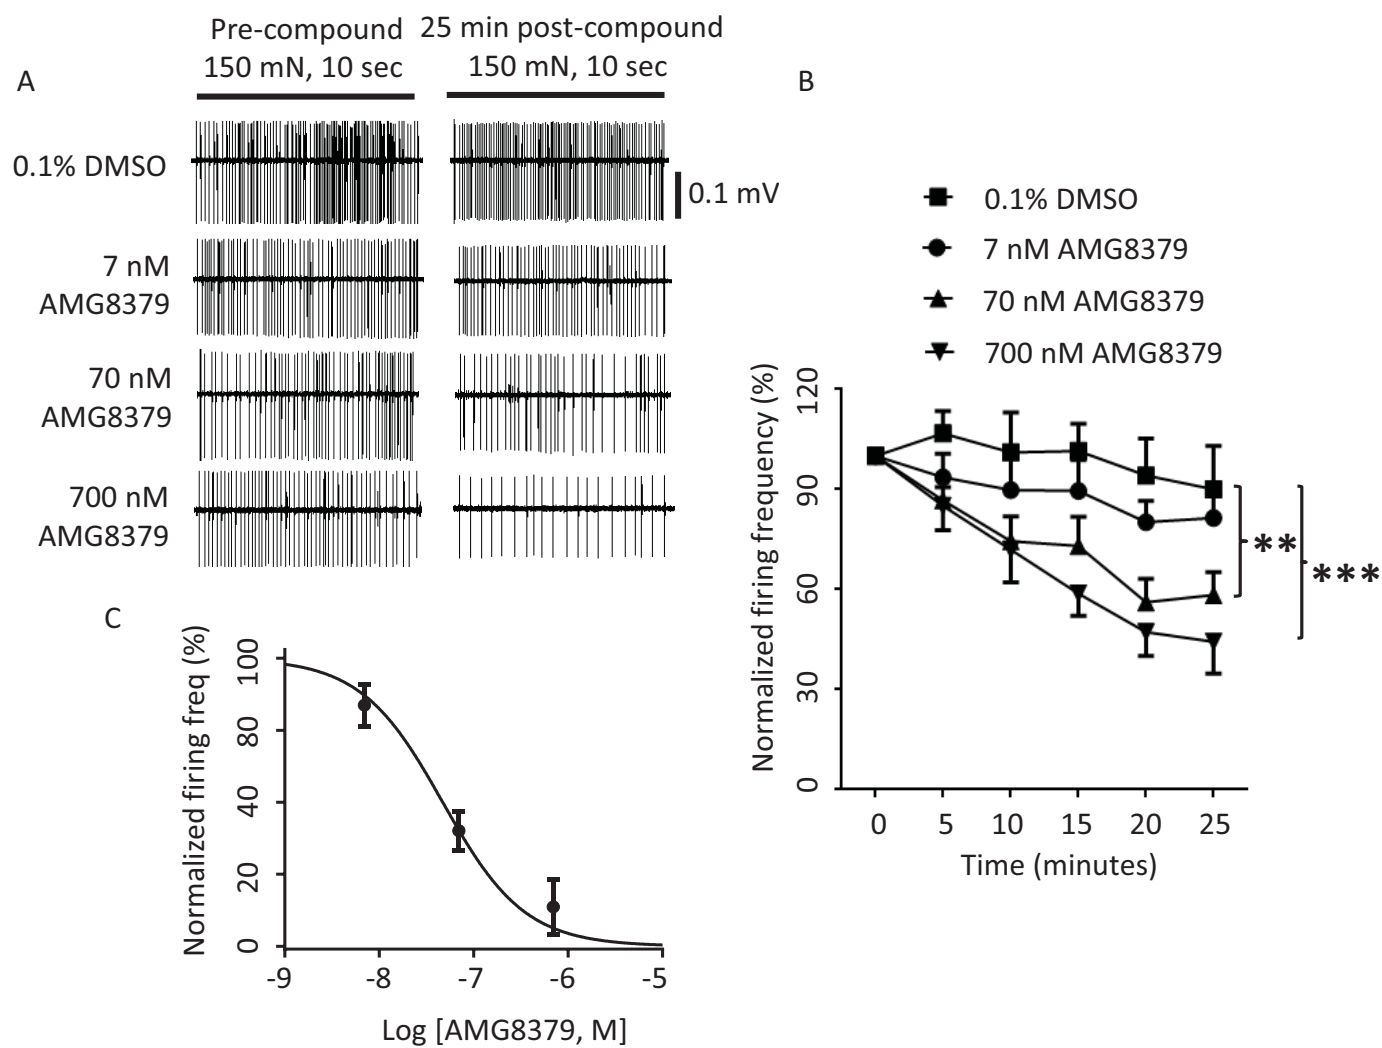 Pre-compound
150 mN, 10 sec
25 min post-compound
150 mN, 10 sec
A
0.1% DMSO
0.1 mV
7 nM
AMG8379
70 nM
AMG8379
700 nM
AMG8379
B
0.1% DMSO
7 nM AMG8379
70 nM AMG8379
700 nM AMG8379
Normalized firing frequency (%)
120
90
60
30
0
**
***
0 5 10 15 20 25
Time (minutes)
C
Normalized firing freq (%)
100
80
40
20
0
-9 -8 -7 -6 -5
Log [AMG8379, M]